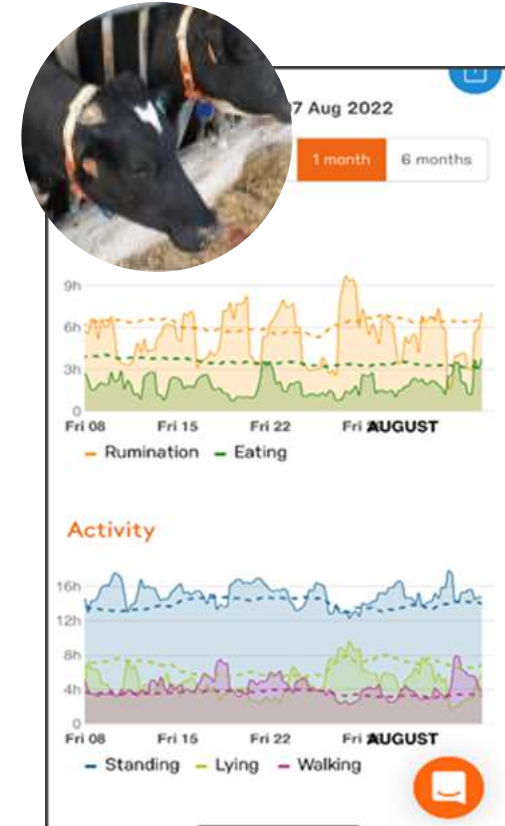 7 Aug 2022
1 month 6 months
9h
6h
3h
0
Fri 08 Fri 15 Fri 22 Fri AUGUST
Rumination Eating
Activity
16h
12h
8h
4h
0
Fri 08 Fri 15 Fri 22 Fri AUGUST
Standing Lying Walking